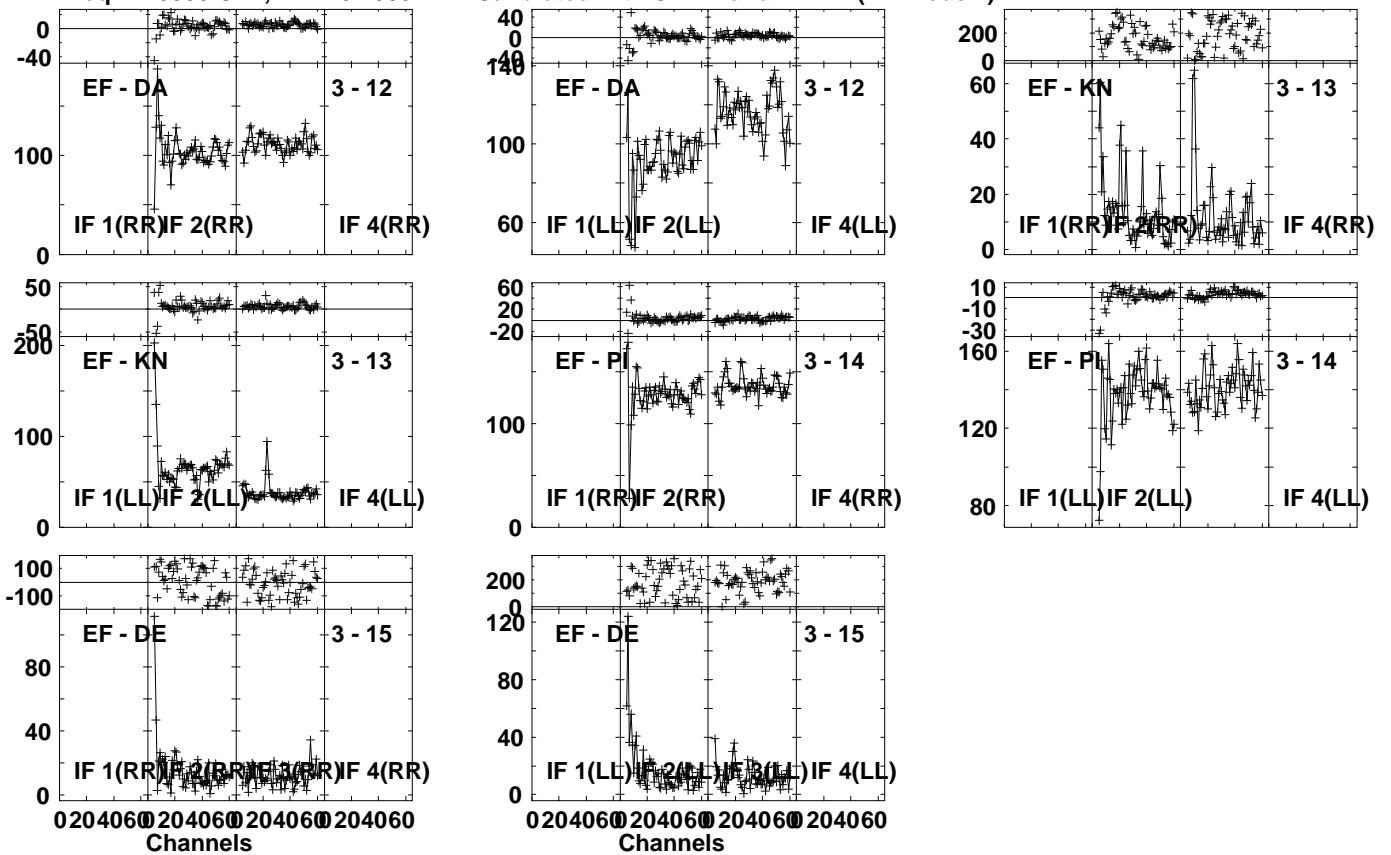 0
-40
EF - DA 3 - 12
100
IF 1(RR) IF 2(RR) IF 4(RR)
0
40
0
-40
140
EF - DA 3 - 12
100
IF 1(LL) IF 2(LL) IF 4(LL)
60
200
0
60
EF - KN 3 - 13
40
20
IF 1(RR) IF 2(RR) IF 4(RR)
0
50
-50
200
EF - KN 3 - 13
100
IF 1(LL) IF 2(LL) IF 4(LL)
0
60
20
-20
EF - PI 3 - 14
100
IF 1(RR) IF 2(RR) IF 4(RR)
0
10
-10
-30
160
EF - PI 3 - 14
120
IF 1(LL) IF 2(LL) IF 4(LL)
80
100
-100
EF - DE 3 - 15
80
40
IF 1(RR) IF 2(RR) IF 3(RR) IF 4(RR)
0
0 20 40 60 0 20 40 60 0 20 40 60 0 20 40 60
Channels
200
0
120
EF - DE 3 - 15
80
40
IF 1(LL) IF 2(LL) IF 3(LL) IF 4(LL)
0
0 20 40 60 0 20 40 60 0 20 40 60 0 20 40 60
Channels